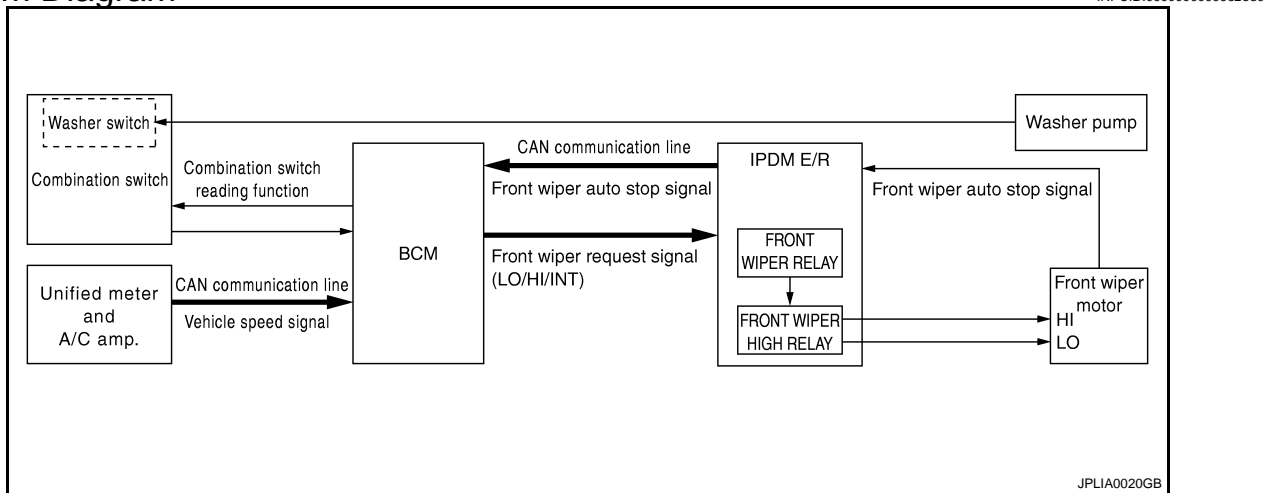 Diagram
Washer switch
Combination switch
Combination switch
reading function
Unified meter
and
A/C amp.
CAN communication line
Vehicle speed signal
BCM
CAN communication line
Front wiper auto stop signal
Front wiper request signal
(LO/HI/INT)
IPDM E/R
FRONT
WIPER RELAY
FRONT WIPER
HIGH RELAY
Washer pump
Front wiper auto stop signal
Front wiper
motor
HI
LO
JPLIA0020GB